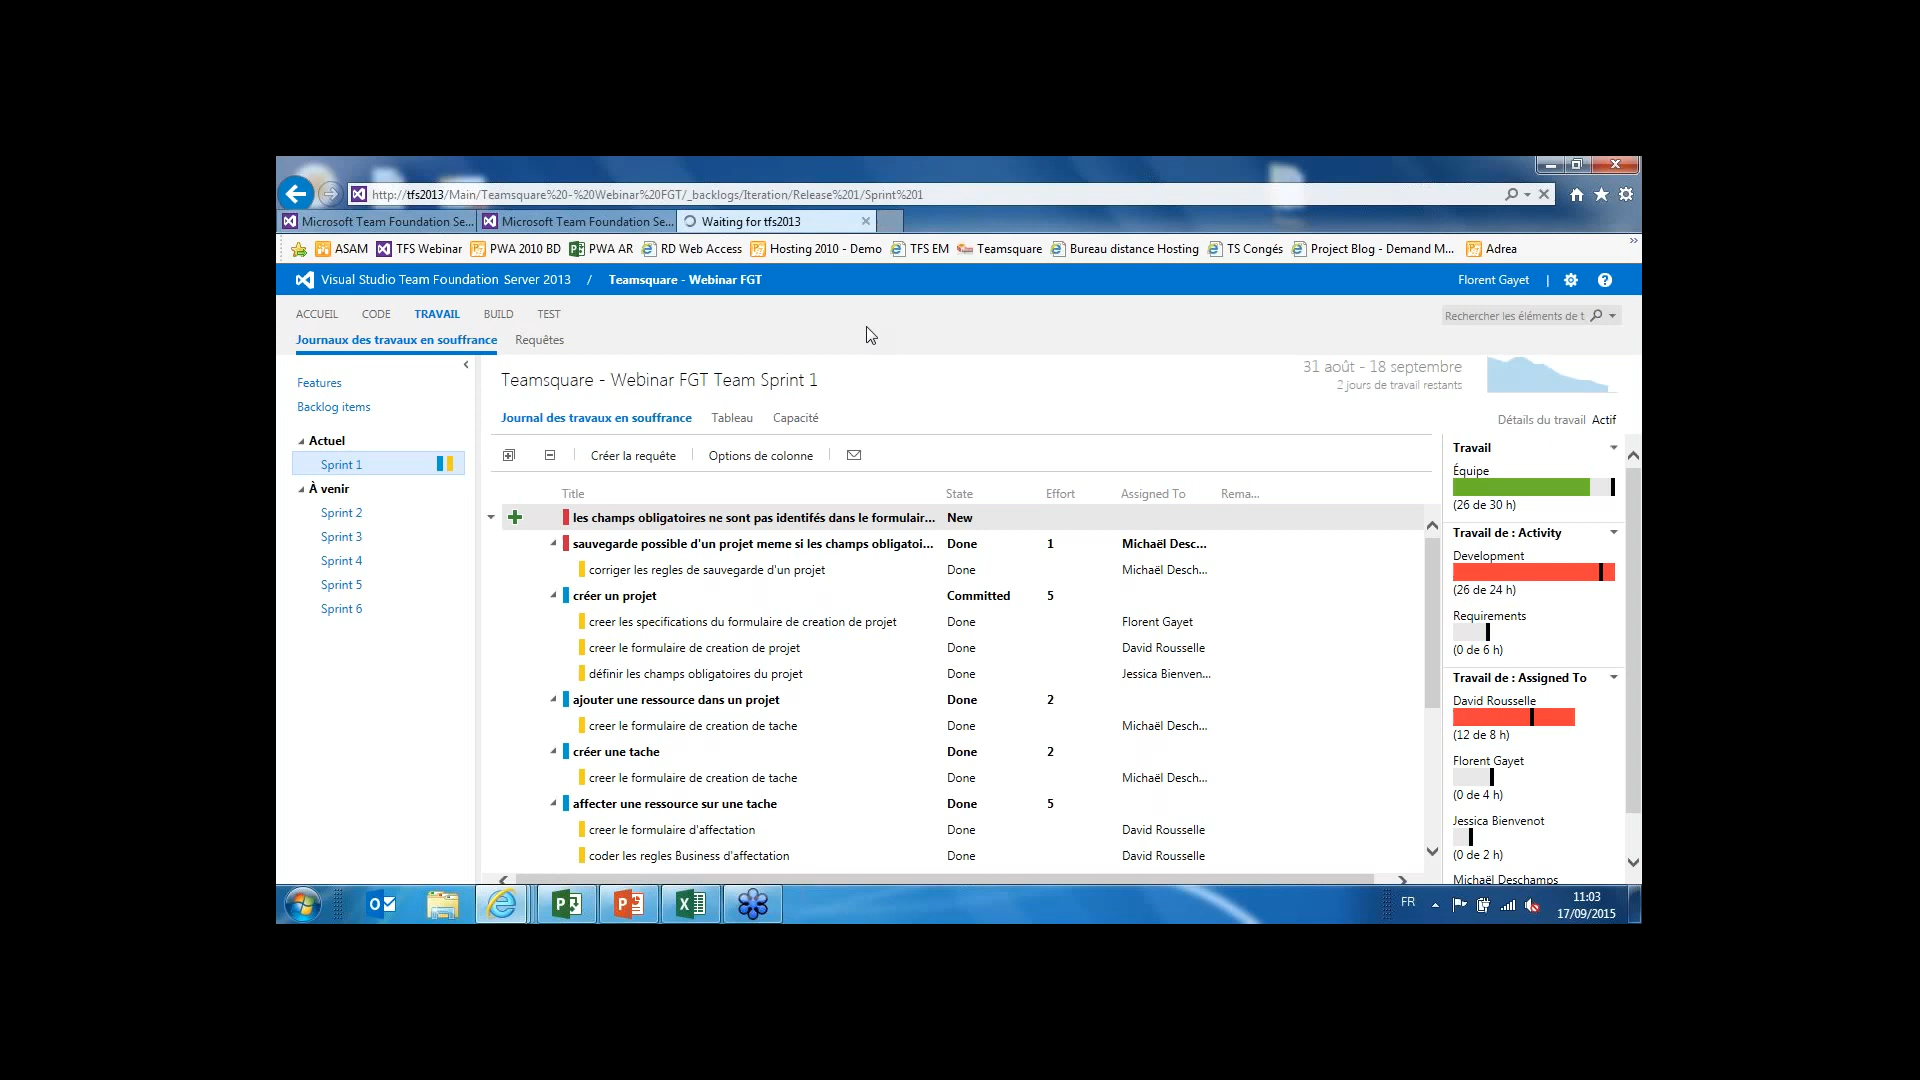 http://tfs2013/Main/Teamsquare%20-%20Webinar%20FGT/_backlogs/Iteration/Release%201/Sprint%201
Microsoft Team Foundation Se... Microsoft Team Foundation Se... Waiting for tfs2013
ASAM TFS Webinar PWA 2010 BD PWA AR RD Web Access Hosting 2010 - Demo TFS EM Teamsquare Bureau distance Hosting TS Congés Project Blog - Demand M... Adrea
Visual Studio Team Foundation Server 2013 / Teamsquare - Webinar FGT Florent Gayet |
ACCUEIL CODE TRAVAIL BUILD TEST
Rechercher les éléments de t
Journaux des travaux en souffrance Requêtes
Features
Backlog items
Actuel
Sprint 1
À venir
Sprint 2
Sprint 3
Sprint 4
Sprint 5
Sprint 6
Teamsquare - Webinar FGT Team Sprint 1
31 août - 18 septembre
2 jours de travail restants
Journal des travaux en souffrance Tableau Capacité
Détails du travail Actif
Créer la requête Options de colonne
Title State Effort Assigned To Rema...
les champs obligatoires ne sont pas identifés dans le formulair... New
sauvegarde possible d'un projet meme si les champs obligatoi... Done 1 Michaël Desc...
corriger les regles de sauvegarde d'un projet Done Michaël Desch...
créer un projet Committed 5
creer les specifications du formulaire de creation de projet Done Florent Gayet
creer le formulaire de creation de projet Done David Rousselle
définir les champs obligatoires du projet Done Jessica Bienven...
ajouter une ressource dans un projet Done 2
creer le formulaire de creation de tache Done Michaël Desch...
créer une tache Done 2
creer le formulaire de creation de tache Done Michaël Desch...
affecter une ressource sur une tache Done 5
creer le formulaire d'affectation Done David Rousselle
coder les regles Business d'affectation Done David Rousselle
Travail
Équipe
(26 de 30 h)
Travail de : Activity
Development
(26 de 24 h)
Requirements
(0 de 6 h)
Travail de : Assigned To
David Rousselle
(12 de 8 h)
Florent Gayet
(0 de 4 h)
Jessica Bienvenot
(0 de 2 h)
Michaël Deschamps
FR
11:03
17/09/2015